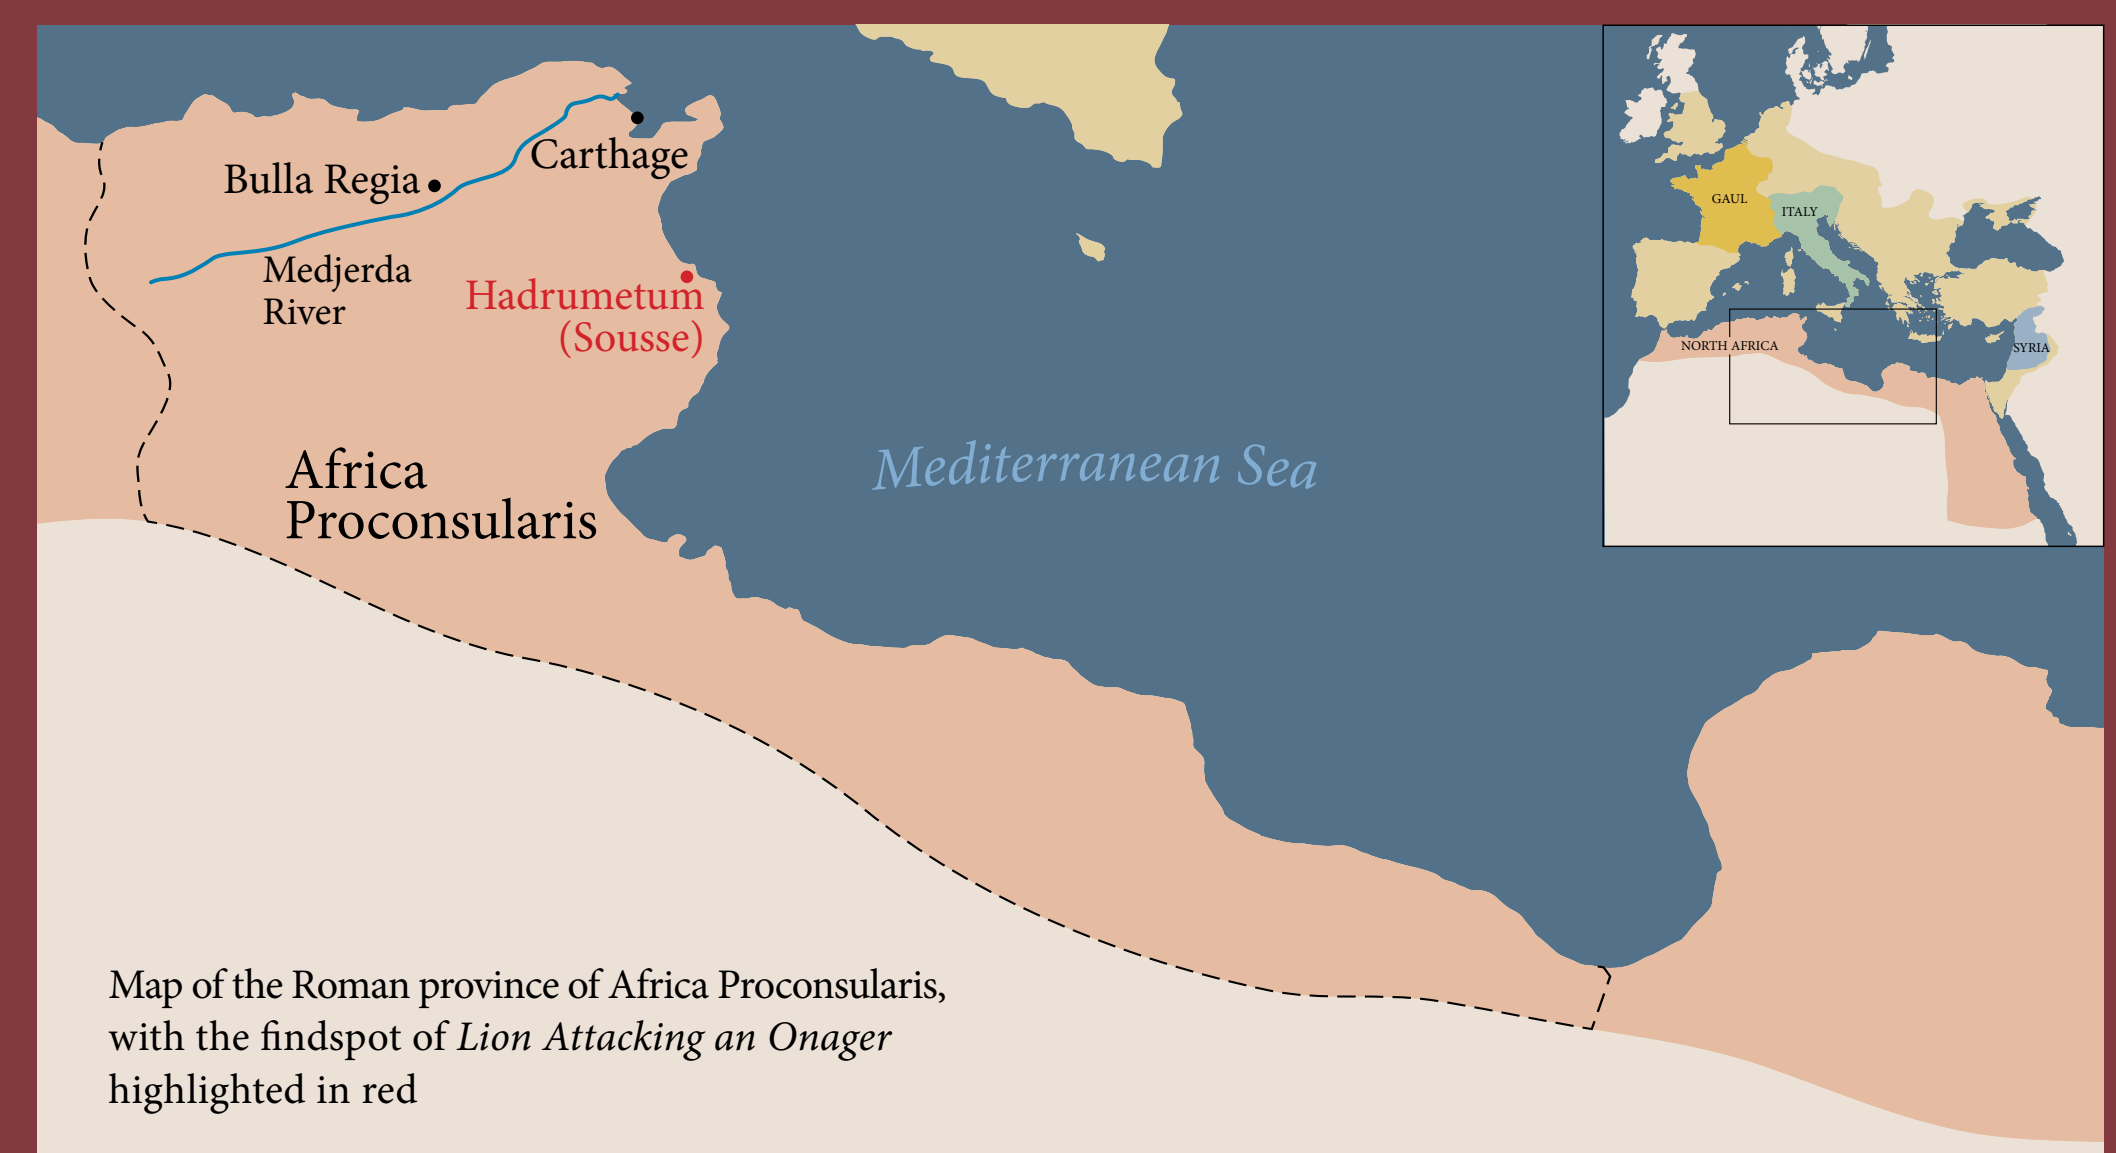 Carthage
Bulla Regia
Medjerda
River
Hadrumetum
(Sousse)
Africa
Proconsularis
Mediterranean Sea
GAUL
ITALY
NORTH AFRICA
SYRIA
Map of the Roman province of Africa Proconsularis,
with the findspot of Lion Attacking an Onager
highlighted in red